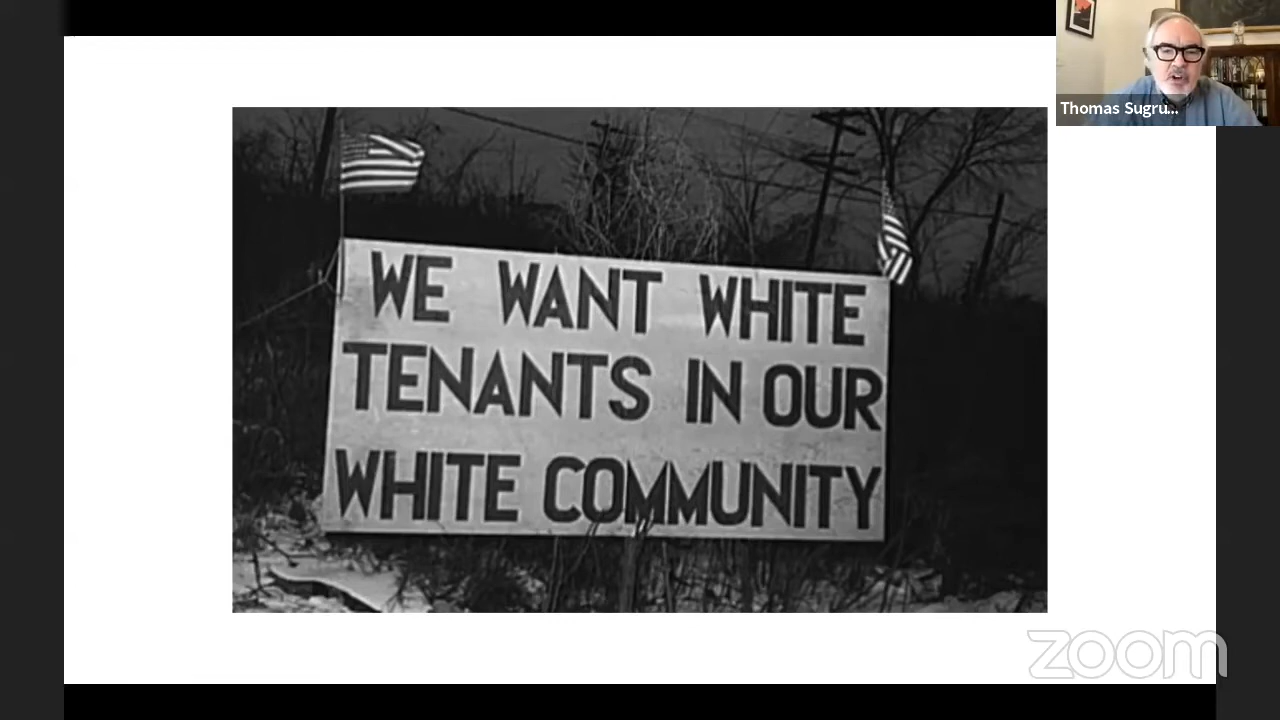 Thomas Sugru...
WE WANT WHITE
TENANTS IN OUR
WHITE COMMUNITY
zoom